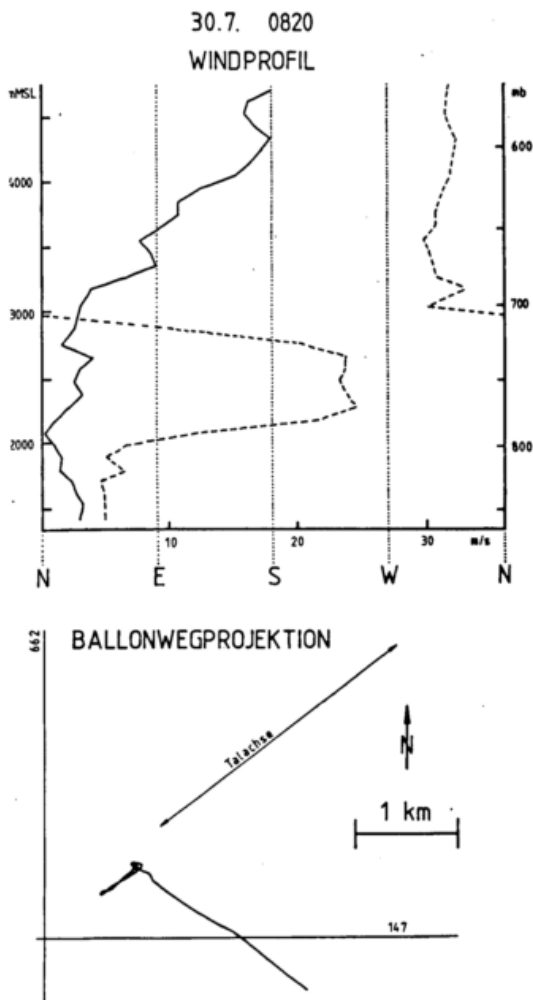 30.7. 0820
WINDPROFIL
mMSL mb
600
4000
3000 700
2000 800
10 20 30 m/s
N E S W N
662
BALLONWEGPROJEKTION
Talachse
N
1 km
147